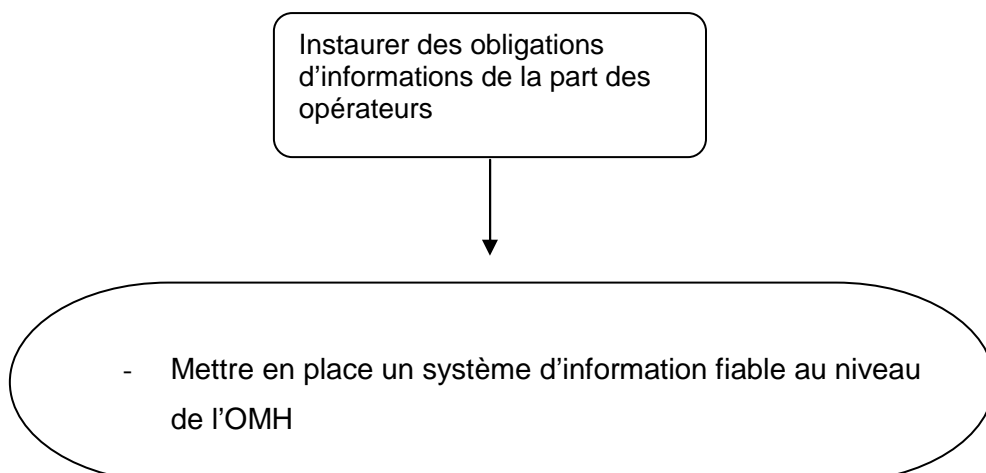 Instaurer des obligations
d’informations de la part des
opérateurs
- Mettre en place un système d’information fiable au niveau
de l’OMH